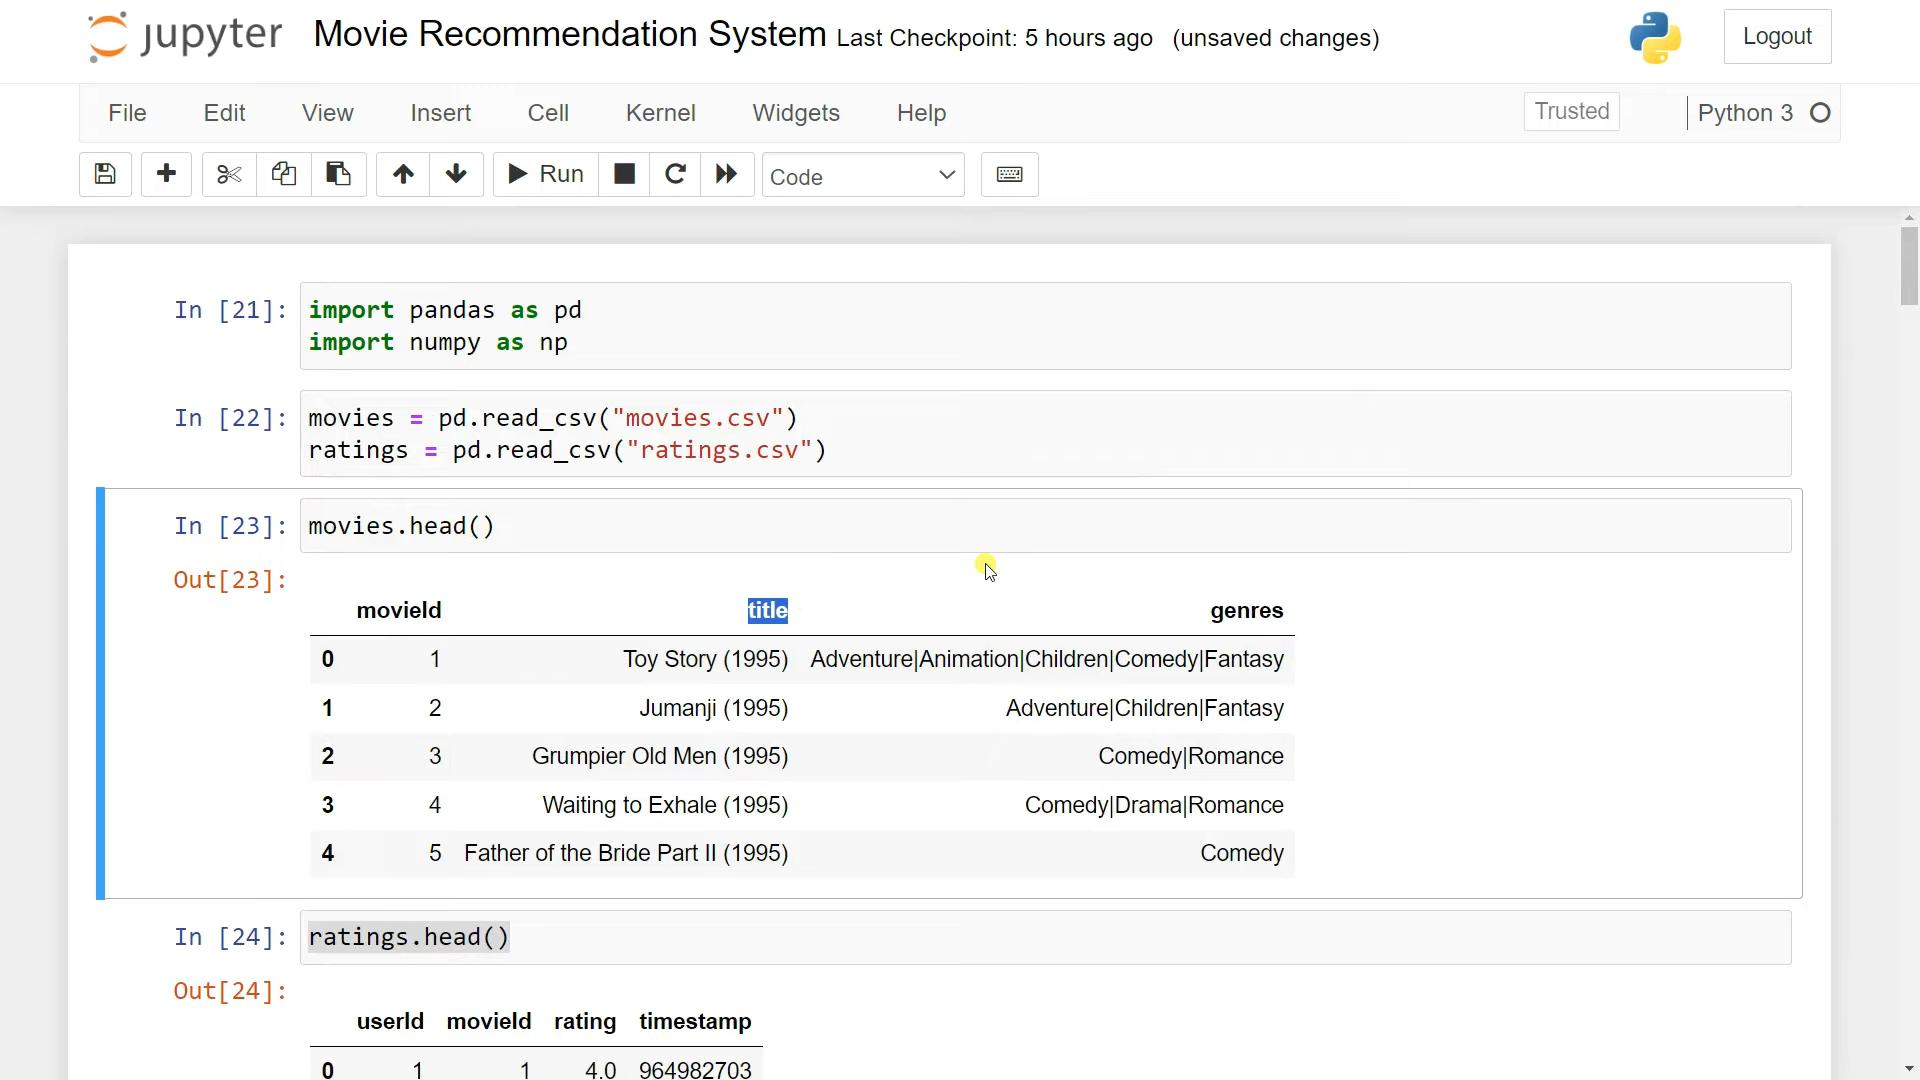 jupyter Movie Recommendation System Last Checkpoint: 5 hours ago (unsaved changes) Logout
File Edit View Insert Cell Kernel Widgets Help Trusted Python 3
Run Code
In [21]: import pandas as pd
import numpy as np
In [22]: movies = pd.read_csv("movies.csv")
ratings = pd.read_csv("ratings.csv")
In [23]: movies.head()
Out[23]:
movieId title genres
0 1 Toy Story (1995) Adventure|Animation|Children|Comedy|Fantasy
1 2 Jumanji (1995) Adventure|Children|Fantasy
2 3 Grumpier Old Men (1995) Comedy|Romance
3 4 Waiting to Exhale (1995) Comedy|Drama|Romance
4 5 Father of the Bride Part II (1995) Comedy
In [24]: ratings.head()
Out[24]:
userId movieId rating timestamp
0 1 1 4.0 964982703